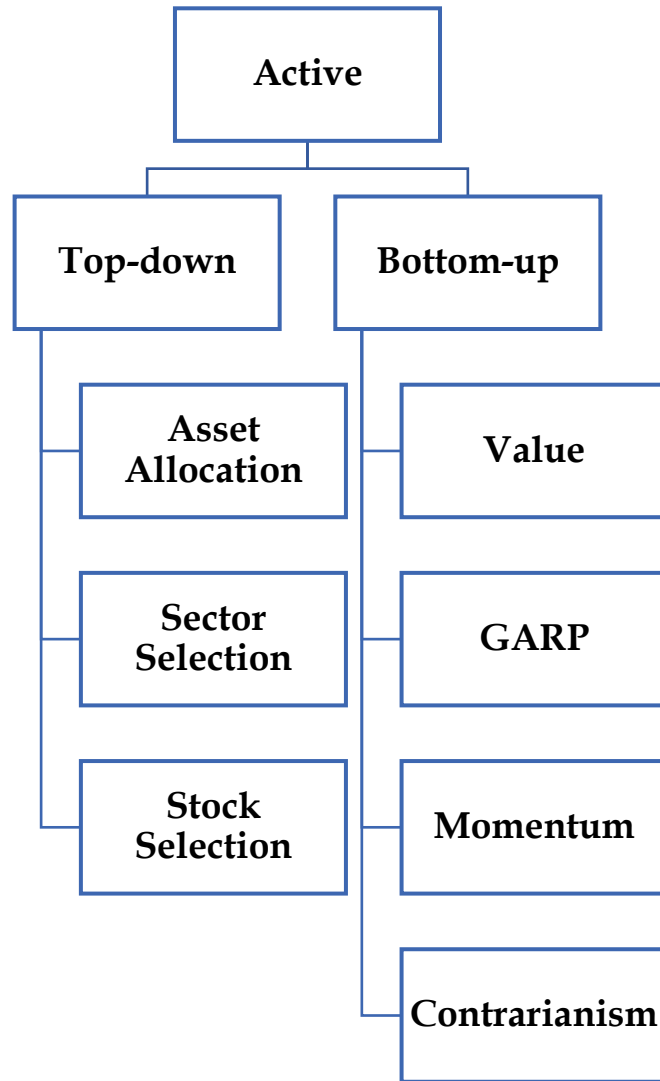 Active
Top-down
Bottom-up
Asset
Allocation
Sector
Selection
Stock
Selection
Value
GARP
Momentum
Contrarianism